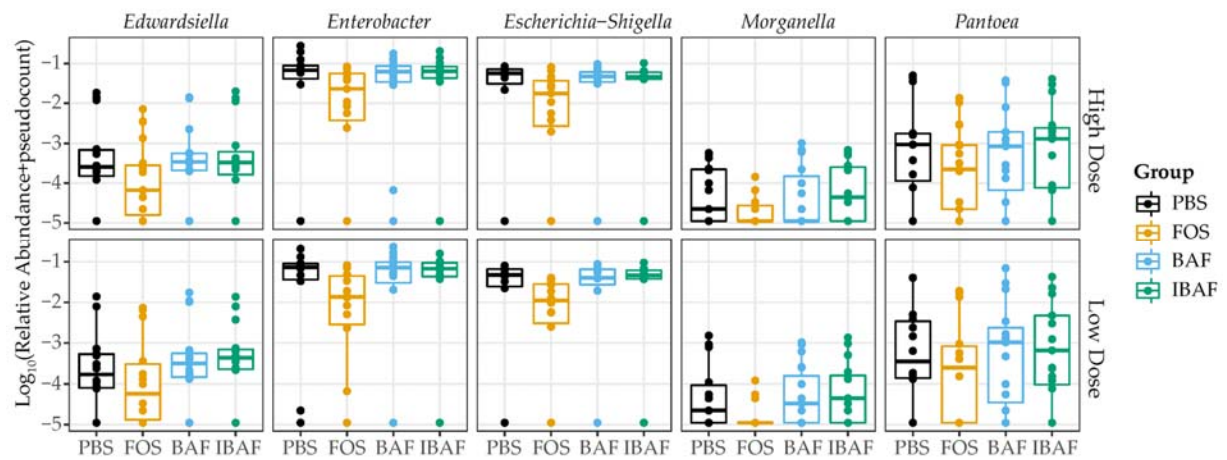 Edwardsiella Enterobacter Escherichia−Shigella Morganella Pantoea
Log10(Relative Abundance+pseudocount)
−1
−2
−3
−4
−5
High Dose
−1
−2
−3
−4
−5
Low Dose
PBS FOS BAF IBAF PBS FOS BAF IBAF PBS FOS BAF IBAF PBS FOS BAF IBAF PBS FOS BAF IBAF
Group
PBS
FOS
BAF
IBAF